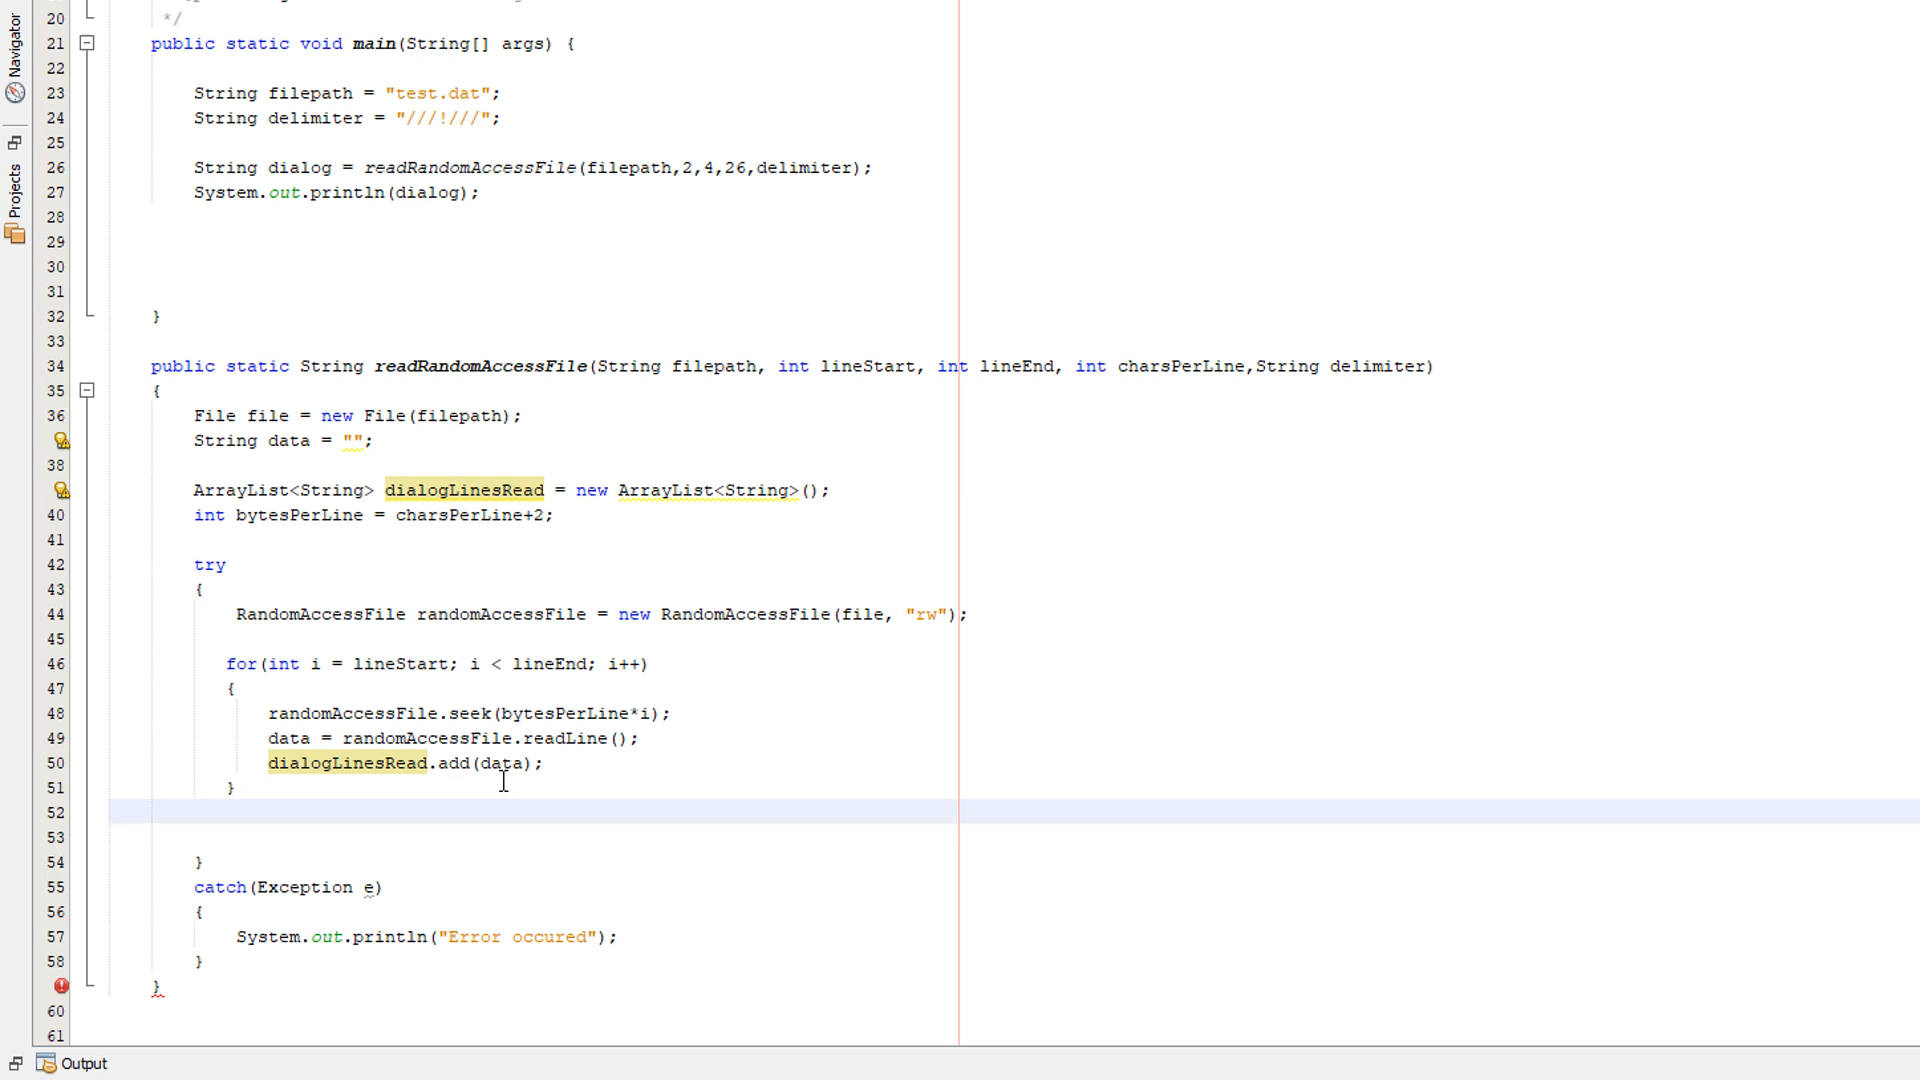 Navigator
Projects
20 */
21 public static void main(String[] args) {
22
23 String filepath = "test.dat";
24 String delimiter = "///!///";
25
26 String dialog = readRandomAccessFile(filepath,2,4,26,delimiter);
27 System.out.println(dialog);
28
29
30
31
32 }
33
34 public static String readRandomAccessFile(String filepath, int lineStart, int lineEnd, int charsPerLine,String delimiter)
35 {
36 File file = new File(filepath);
String data = "";
38
ArrayList<String> dialogLinesRead = new ArrayList<String>();
40 int bytesPerLine = charsPerLine+2;
41
42 try
43 {
44 RandomAccessFile randomAccessFile = new RandomAccessFile(file, "rw");
45
46 for(int i = lineStart; i < lineEnd; i++)
47 {
48 randomAccessFile.seek(bytesPerLine*i);
49 data = randomAccessFile.readLine();
50 dialogLinesRead.add(data);
51 }
52
53
54 }
55 catch(Exception e)
56 {
57 System.out.println("Error occured");
58 }
}
60
61
Output